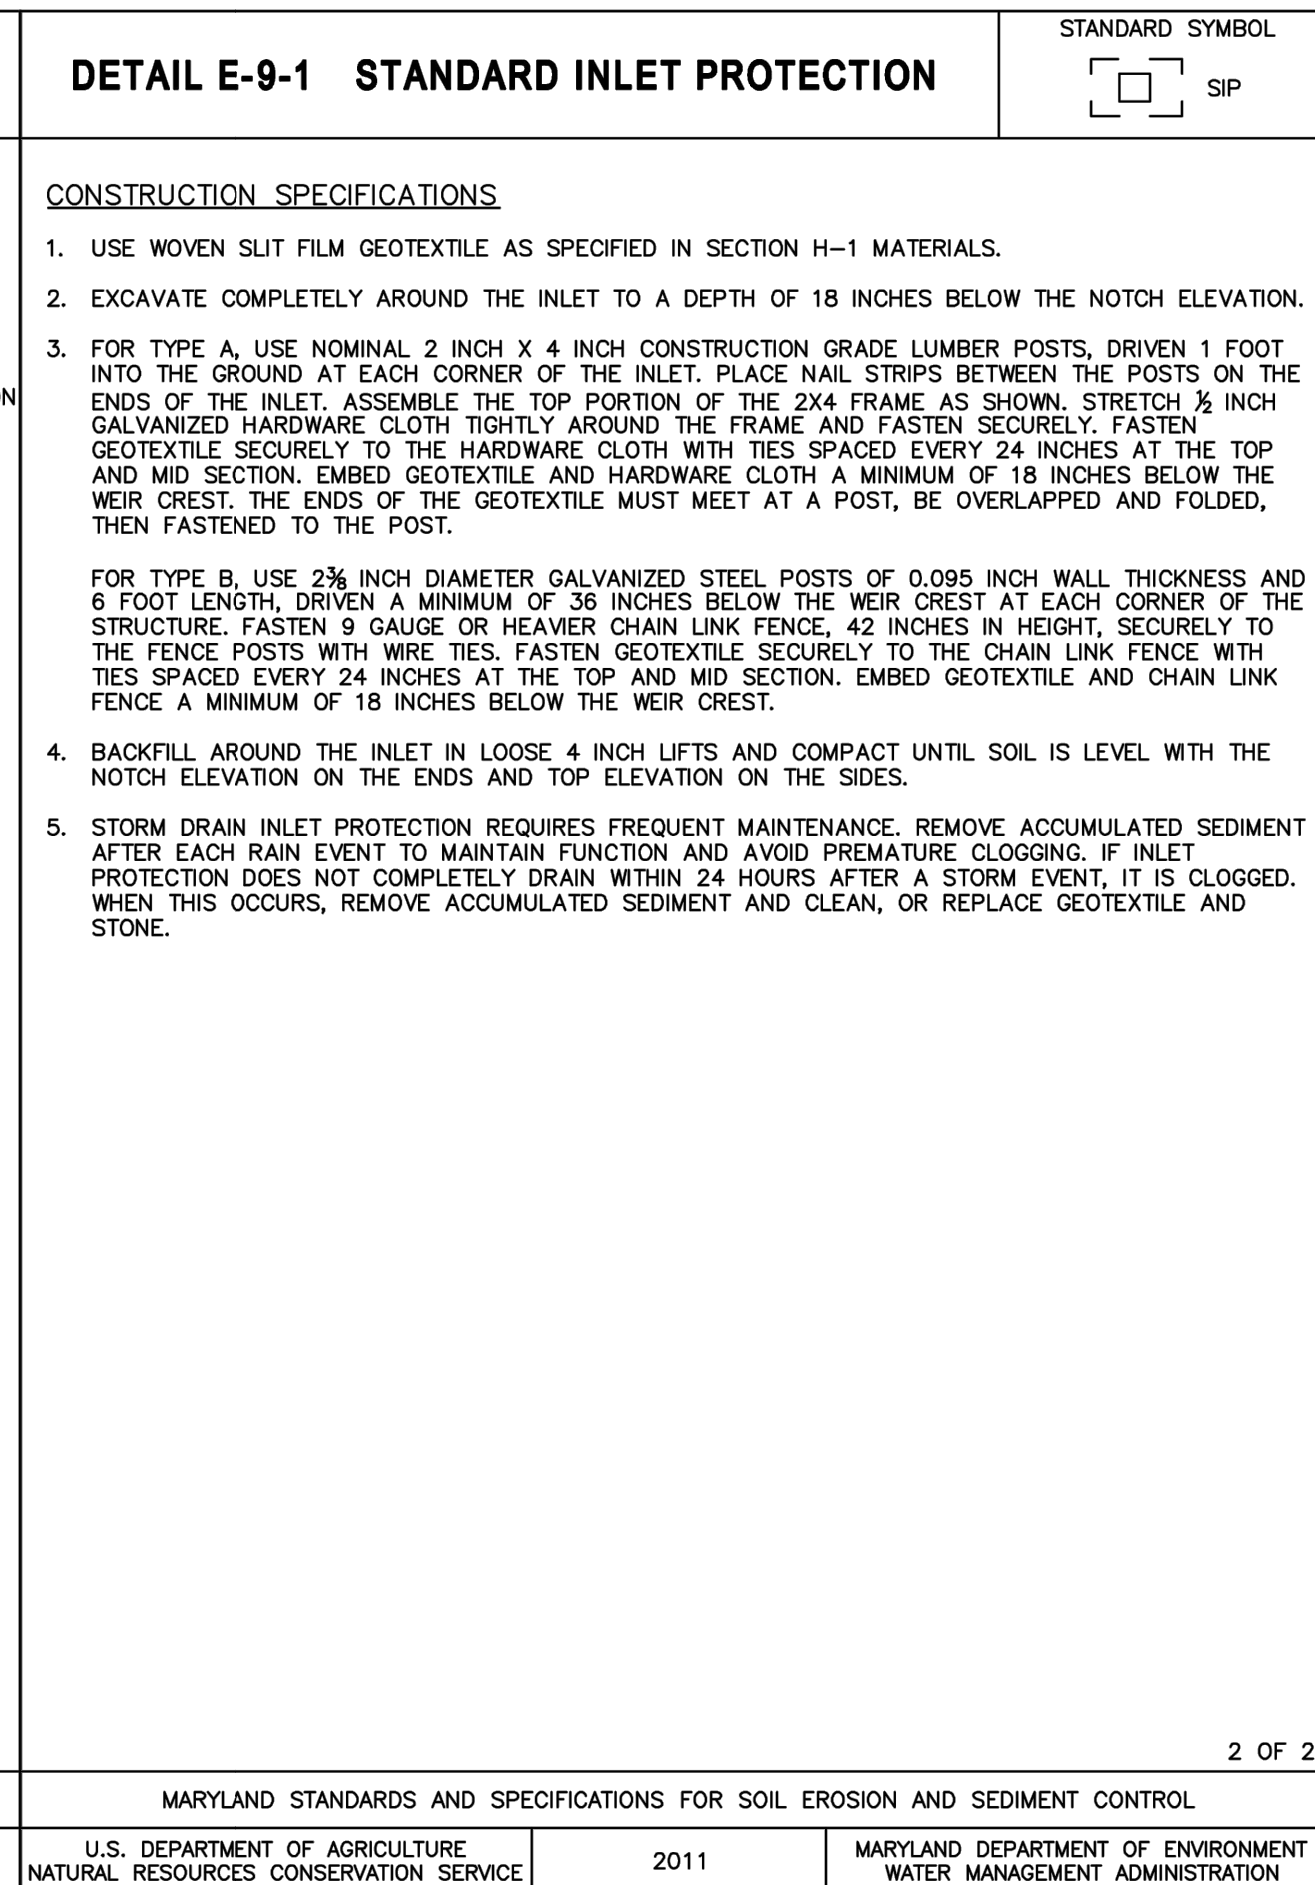 DETAIL E-9-1 STANDARD INLET PROTECTION
STANDARD SYMBOL
SIP
CONSTRUCTION SPECIFICATIONS
1. USE WOVEN SLIT FILM GEOTEXTILE AS SPECIFIED IN SECTION H-1 MATERIALS.
2. EXCAVATE COMPLETELY AROUND THE INLET TO A DEPTH OF 18 INCHES BELOW THE NOTCH ELEVATION.
3. FOR TYPE A, USE NOMINAL 2 INCH X 4 INCH CONSTRUCTION GRADE LUMBER POSTS, DRIVEN 1 FOOT
INTO THE GROUND AT EACH CORNER OF THE INLET. PLACE NAIL STRIPS BETWEEN THE POSTS ON THE
ENDS OF THE INLET. ASSEMBLE THE TOP PORTION OF THE 2X4 FRAME AS SHOWN. STRETCH ½ INCH
GALVANIZED HARDWARE CLOTH TIGHTLY AROUND THE FRAME AND FASTEN SECURELY. FASTEN
GEOTEXTILE SECURELY TO THE HARDWARE CLOTH WITH TIES SPACED EVERY 24 INCHES AT THE TOP
AND MID SECTION. EMBED GEOTEXTILE AND HARDWARE CLOTH A MINIMUM OF 18 INCHES BELOW THE
WEIR CREST. THE ENDS OF THE GEOTEXTILE MUST MEET AT A POST, BE OVERLAPPED AND FOLDED,
THEN FASTENED TO THE POST.
FOR TYPE B, USE 2⅜ INCH DIAMETER GALVANIZED STEEL POSTS OF 0.095 INCH WALL THICKNESS AND
6 FOOT LENGTH, DRIVEN A MINIMUM OF 36 INCHES BELOW THE WEIR CREST AT EACH CORNER OF THE
STRUCTURE. FASTEN 9 GAUGE OR HEAVIER CHAIN LINK FENCE, 42 INCHES IN HEIGHT, SECURELY TO
THE FENCE POSTS WITH WIRE TIES. FASTEN GEOTEXTILE SECURELY TO THE CHAIN LINK FENCE WITH
TIES SPACED EVERY 24 INCHES AT THE TOP AND MID SECTION. EMBED GEOTEXTILE AND CHAIN LINK
FENCE A MINIMUM OF 18 INCHES BELOW THE WEIR CREST.
4. BACKFILL AROUND THE INLET IN LOOSE 4 INCH LIFTS AND COMPACT UNTIL SOIL IS LEVEL WITH THE
NOTCH ELEVATION ON THE ENDS AND TOP ELEVATION ON THE SIDES.
5. STORM DRAIN INLET PROTECTION REQUIRES FREQUENT MAINTENANCE. REMOVE ACCUMULATED SEDIMENT
AFTER EACH RAIN EVENT TO MAINTAIN FUNCTION AND AVOID PREMATURE CLOGGING. IF INLET
PROTECTION DOES NOT COMPLETELY DRAIN WITHIN 24 HOURS AFTER A STORM EVENT, IT IS CLOGGED.
WHEN THIS OCCURS, REMOVE ACCUMULATED SEDIMENT AND CLEAN, OR REPLACE GEOTEXTILE AND
STONE.
2 OF 2
MARYLAND STANDARDS AND SPECIFICATIONS FOR SOIL EROSION AND SEDIMENT CONTROL
U.S. DEPARTMENT OF AGRICULTURE
NATURAL RESOURCES CONSERVATION SERVICE
2011
MARYLAND DEPARTMENT OF ENVIRONMENT
WATER MANAGEMENT ADMINISTRATION